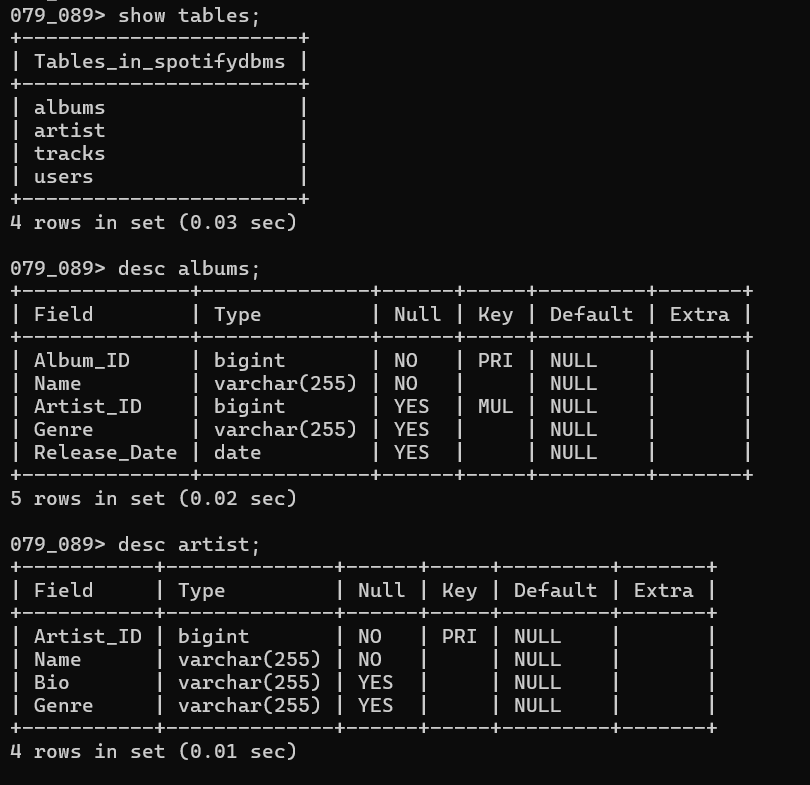 079_089> show tables;
+-----------------------+
| Tables_in_spotifydbms |
+-----------------------+
| albums                |
| artist                |
| tracks                |
| users                 |
+-----------------------+
4 rows in set (0.03 sec)

079_089> desc albums;
+--------------+--------------+------+-----+---------+-------+
| Field        | Type         | Null | Key | Default | Extra |
+--------------+--------------+------+-----+---------+-------+
| Album_ID     | bigint       | NO   | PRI | NULL    |       |
| Name         | varchar(255) | NO   |     | NULL    |       |
| Artist_ID    | bigint       | YES  | MUL | NULL    |       |
| Genre        | varchar(255) | YES  |     | NULL    |       |
| Release_Date | date         | YES  |     | NULL    |       |
+--------------+--------------+------+-----+---------+-------+
5 rows in set (0.02 sec)

079_089> desc artist;
+-----------+--------------+------+-----+---------+-------+
| Field     | Type         | Null | Key | Default | Extra |
+-----------+--------------+------+-----+---------+-------+
| Artist_ID | bigint       | NO   | PRI | NULL    |       |
| Name      | varchar(255) | NO   |     | NULL    |       |
| Bio       | varchar(255) | YES  |     | NULL    |       |
| Genre     | varchar(255) | YES  |     | NULL    |       |
+-----------+--------------+------+-----+---------+-------+
4 rows in set (0.01 sec)